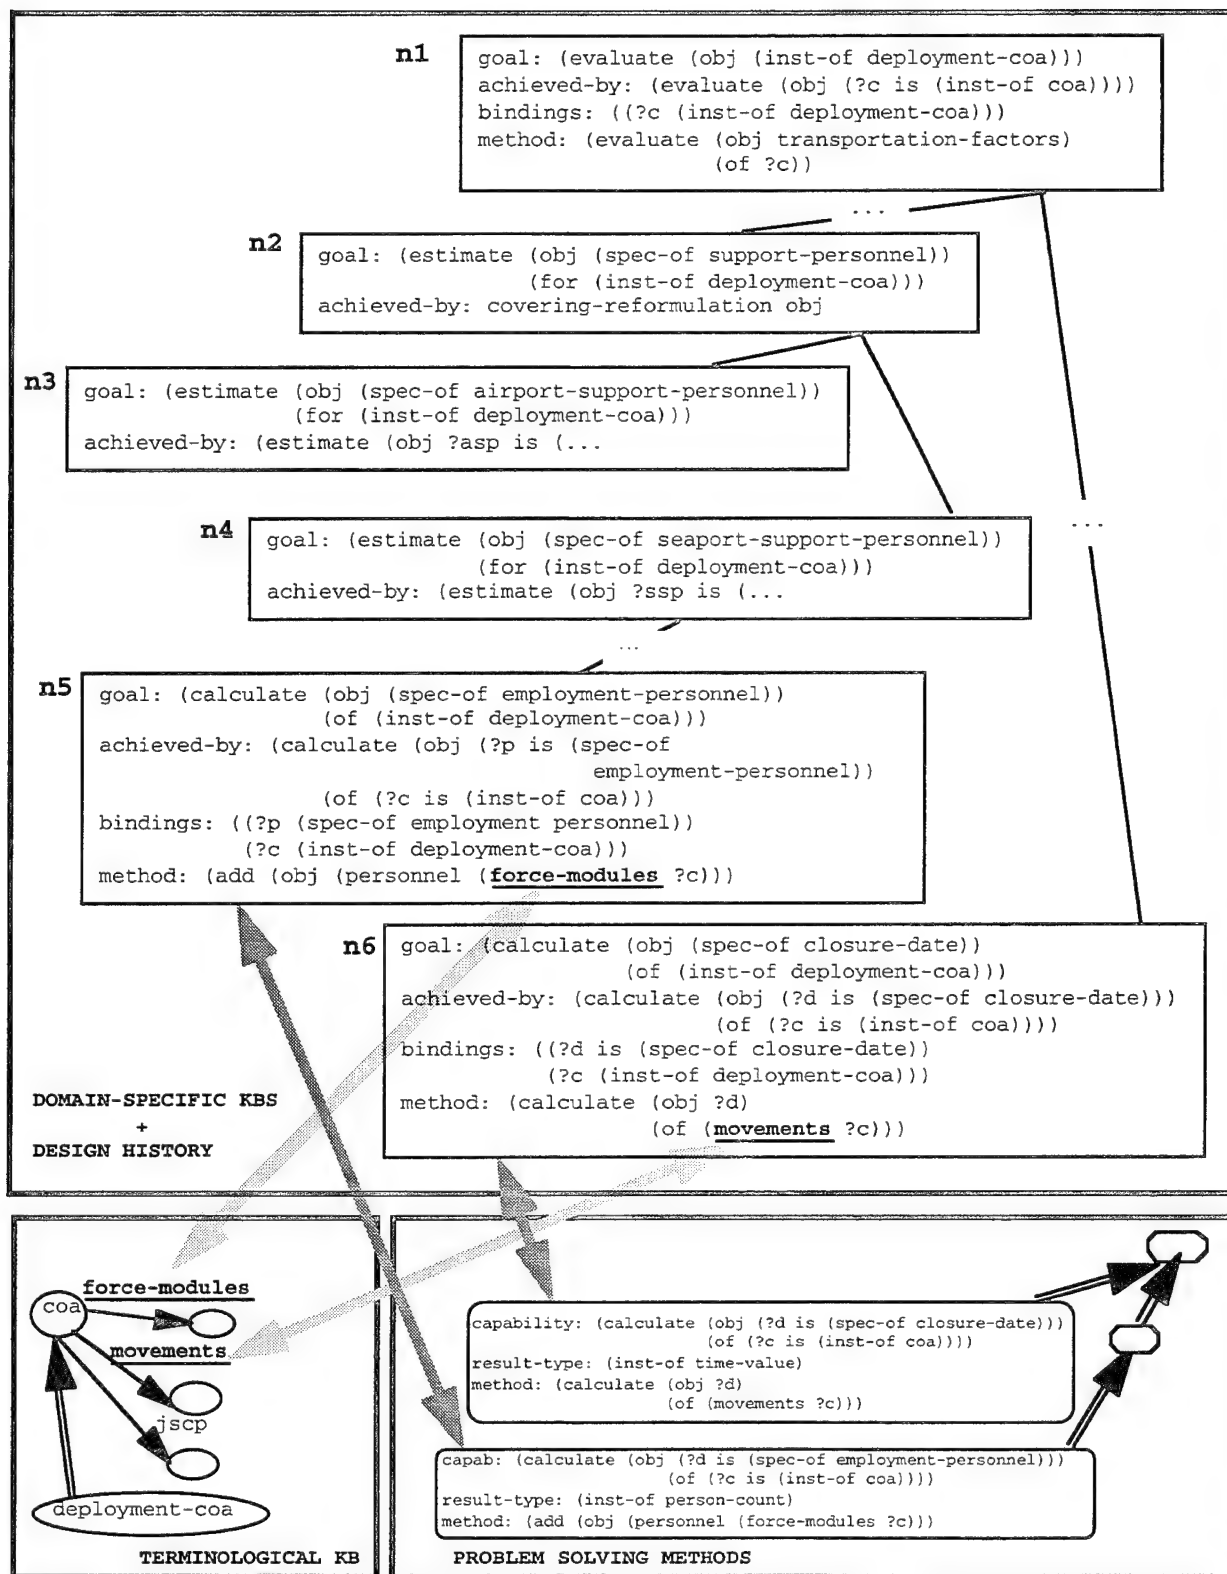 n1
goal: (evaluate (obj (inst-of deployment-coa)))
achieved-by: (evaluate (obj (?c is (inst-of coa))))
bindings: ((?c (inst-of deployment-coa)))
method: (evaluate (obj transportation-factors)
(of ?c))
...
n2
goal: (estimate (obj (spec-of support-personnel))
(for (inst-of deployment-coa)))
achieved-by: covering-reformulation obj
n3
goal: (estimate (obj (spec-of airport-support-personnel))
(for (inst-of deployment-coa)))
achieved-by: (estimate (obj ?asp is (...
...
n4
goal: (estimate (obj (spec-of seaport-support-personnel))
(for (inst-of deployment-coa)))
achieved-by: (estimate (obj ?ssp is (...
...
n5
goal: (calculate (obj (spec-of employment-personnel))
(of (inst-of deployment-coa)))
achieved-by: (calculate (obj (?p is (spec-of
employment-personnel))
(of (?c is (inst-of coa)))
bindings: ((?p (spec-of employment personnel))
(?c (inst-of deployment-coa)))
method: (add (obj (personnel (force-modules ?c)))
n6
goal: (calculate (obj (spec-of closure-date))
(of (inst-of deployment-coa)))
achieved-by: (calculate (obj (?d is (spec-of closure-date)))
(of (?c is (inst-of coa))))
bindings: ((?d is (spec-of closure-date))
(?c (inst-of deployment-coa)))
method: (calculate (obj ?d)
(of (movements ?c)))
DOMAIN-SPECIFIC KBS
+
DESIGN HISTORY
force-modules
coa
movements
jscp
deployment-coa
TERMINOLOGICAL KB
capability: (calculate (obj (?d is (spec-of closure-date)))
(of (?c is (inst-of coa))))
result-type: (inst-of time-value)
method: (calculate (obj ?d)
(of (movements ?c)))
capab: (calculate (obj (?d is (spec-of employment-personnel)))
(of (?c is (inst-of coa))))
result-type: (inst-of person-count)
method: (add (obj (personnel (force-modules ?c)))
PROBLEM SOLVING METHODS